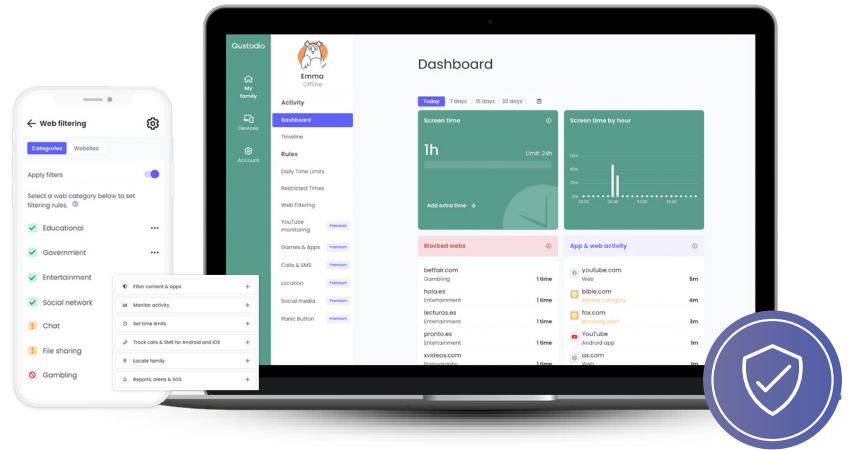 Web filtering
Categories
Websites
Apply filters
Select a web category below to set
filtering rules.
Educational
Government
Entertainment
Social network
Chat
File sharing
Gambling
Filter content & apps
Monitor activity
Set time limits
Track calls & SMS for Android and iOS
Locate family
Reports, alerts & SOS
Qustodio
My
family
Devices
Account
Emma
Offline
Activity
Dashboard
Timeline
Rules
Daily Time Limits
Restricted Times
Web Filtering
YouTube
monitoring Premium
Games & Apps Premium
Calls & SMS Premium
Location Premium
Social media Premium
Panic Button Premium
Dashboard
Today 7 days 15 days 30 days
Screen time
1h
Limit: 24h
Add extra time +
Screen time by hour
Blocked webs
betfair.com
Gambling 1 time
hola.es
Entertainment 1 time
lecturas.es
Entertainment 1 time
pronto.es
Entertainment 1 time
xvideos.com
Pornography 1 time
App & web activity
youtube.com
Web 5m
bible.com
Alerted category 4m
fox.com
Browsing alert 3m
YouTube
Android app 1m
as.com
Web 1m